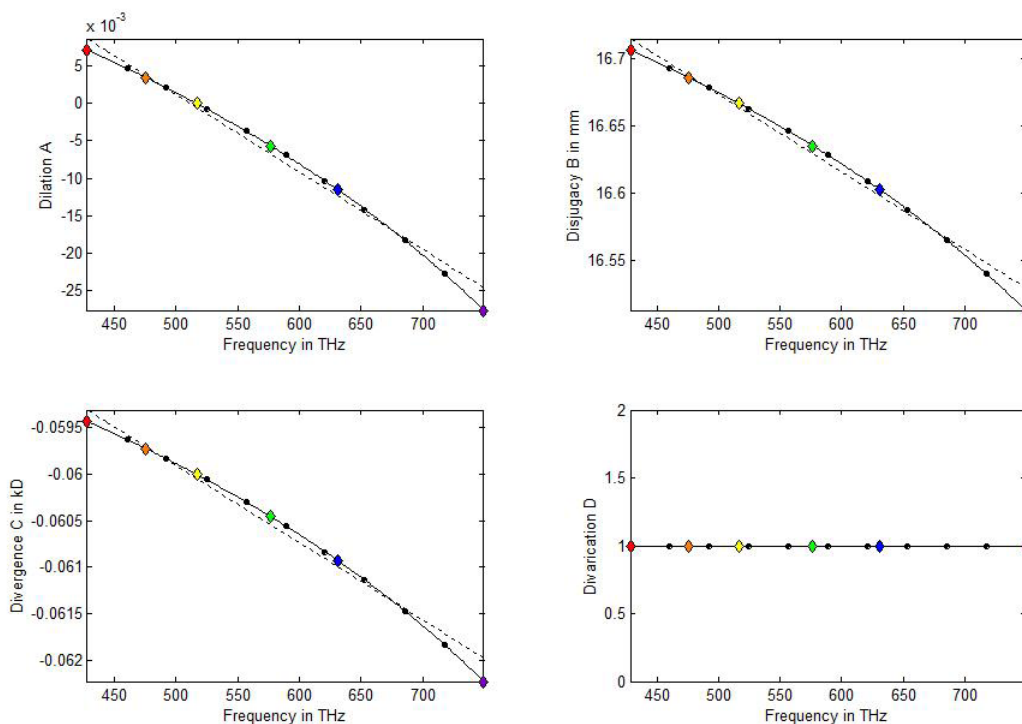 x 10⁻³
5
0
-5
-10
-15
-20
-25
Dilation A
450 500 550 600 650 700
Frequency in THz
16.7
16.65
16.6
16.55
Disjugacy B in mm
450 500 550 600 650 700
Frequency in THz
-0.0595
-0.06
-0.0605
-0.061
-0.0615
-0.062
Divergence C in kD
450 500 550 600 650 700
Frequency in THz
2
1.5
1
0.5
0
Divarication D
450 500 550 600 650 700
Frequency in THz